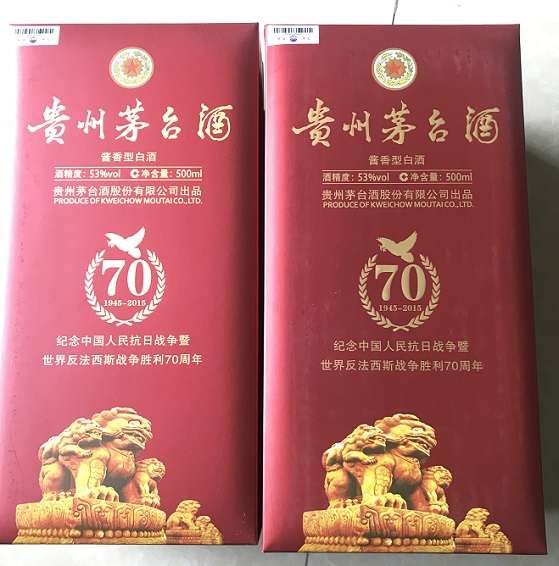 貴州茅台酒
酱香型白酒
酒精度：53%vol 净含量：500ml
贵州茅台酒股份有限公司出品
PRODUCE OF KWEICHOW MOUTAI CO., LTD.
70
1945-2015
纪念中国人民抗日战争暨
世界反法西斯战争胜利70周年
貴州茅台酒
酱香型白酒
酒精度：53%vol 净含量：500ml
贵州茅台酒股份有限公司出品
PRODUCE OF KWEICHOW MOUTAI CO., LTD.
70
1945-2015
纪念中国人民抗日战争暨
世界反法西斯战争胜利70周年